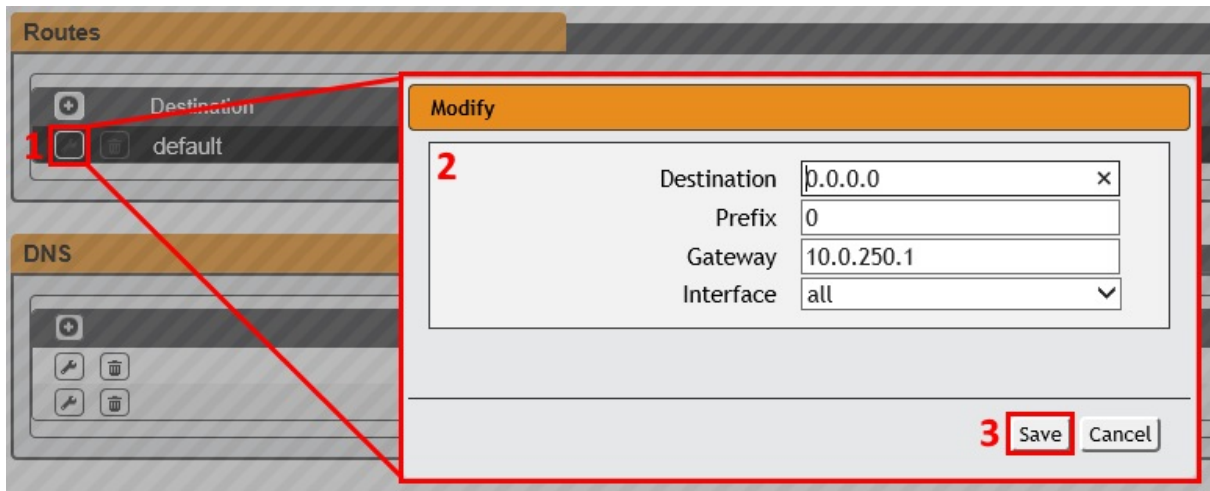 Routes
Destination
1 default
DNS
Modify
2
Destination 0.0.0.0 ×
Prefix 0
Gateway 10.0.250.1
Interface all
3 Save Cancel